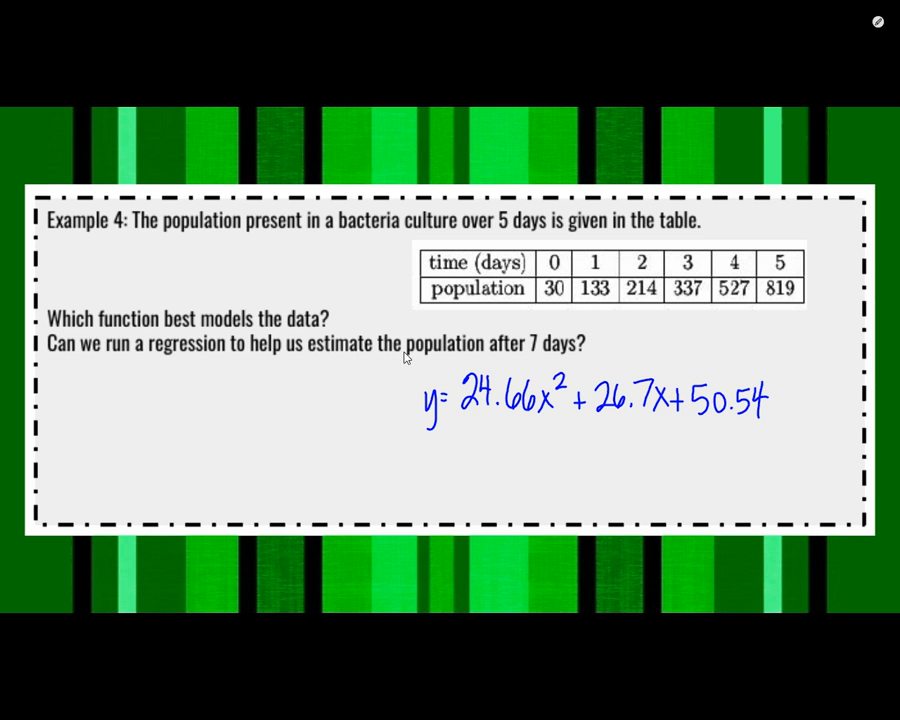 Example 4: The population present in a bacteria culture over 5 days is given in the table.
time (days) 0 1 2 3 4 5
population 30 133 214 337 527 819
Which function best models the data?
Can we run a regression to help us estimate the population after 7 days?
y= 24.66x² + 26.7x+ 50.54